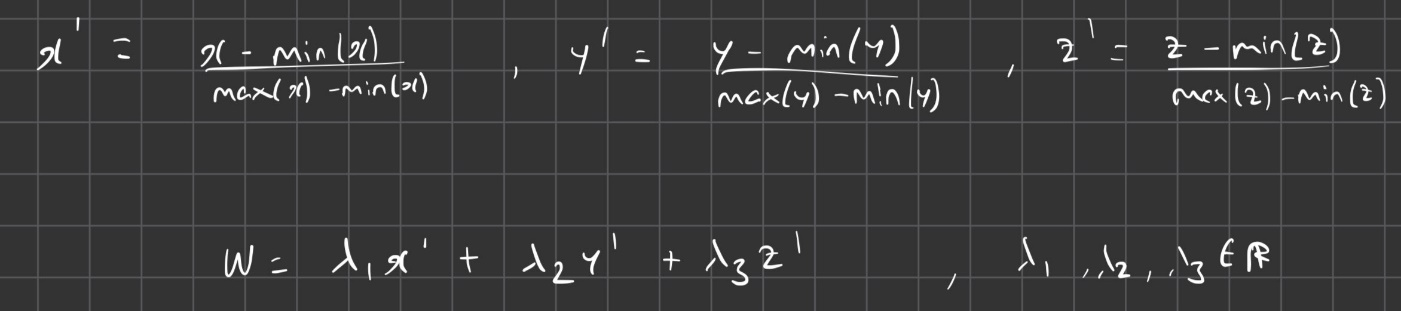 x' = (x - min(x)) / (max(x) - min(x)) , y' = (y - min(y)) / (max(y) - min(y)) , z' = (z - min(z)) / (max(z) - min(z))
W = λ₁x' + λ₂y' + λ₃z' , λ₁, λ₂, λ₃ ∈ ℝ